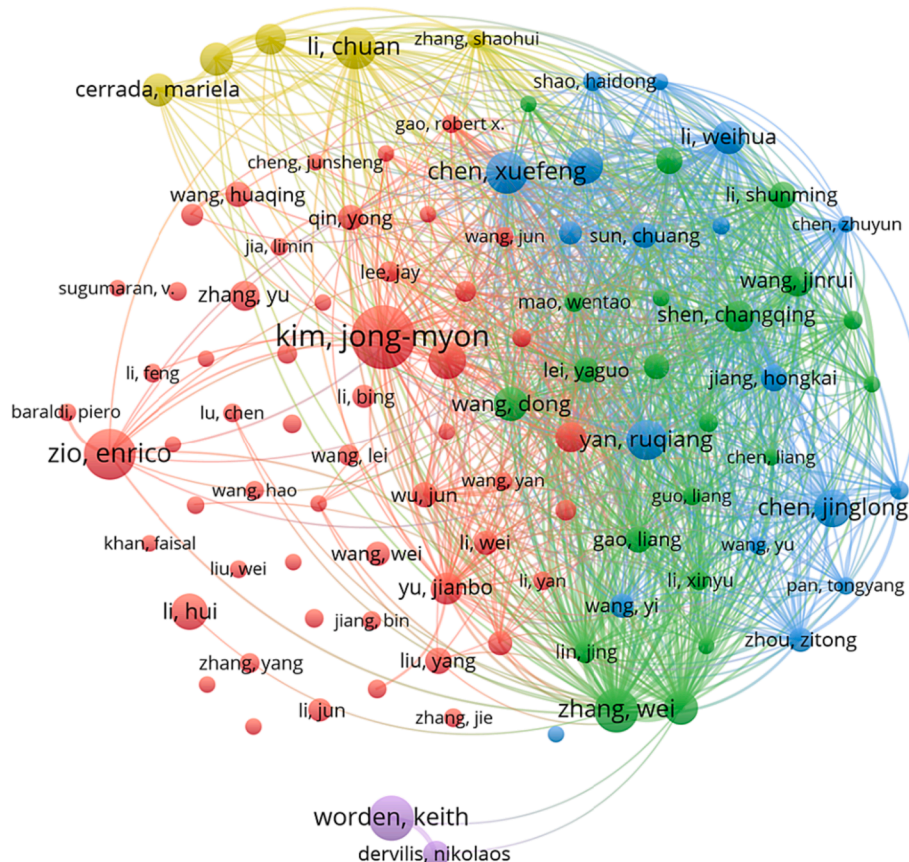 li, chuan
zhang, shaohui
cerrada, mariela
shao, haidong
gao, robert x.
li, weihua
cheng, junsheng
chen, xuefeng
wang, huaqing
li, shunming
qin, yong
chen, zhuyun
jia, limin
wang, jun
sun, chuang
lee, jay
sugumaran, v.
zhang, yu
mao, wentao
wang, jinrui
shen, changqing
kim, jong-myon
li, feng
lei, yaguo
jiang, hongkai
li, bing
wang, dong
baraldi, piero
lu, chen
yan, ruqiang
zio, enrico
wang, lei
chen, liang
wang, hao
wu, jun
wang, yan
guo, liang
chen, jinglong
khan, faisal
liu, wei
wang, wei
li, wei
gao, liang
wang, yu
yu, jianbo
li, yan
li, xinyu
pan, tongyang
li, hui
jiang, bin
wang, yi
zhou, zitong
zhang, yang
liu, yang
lin, jing
li, jun
zhang, jie
zhang, wei
worden, keith
dervilis, nikolaos